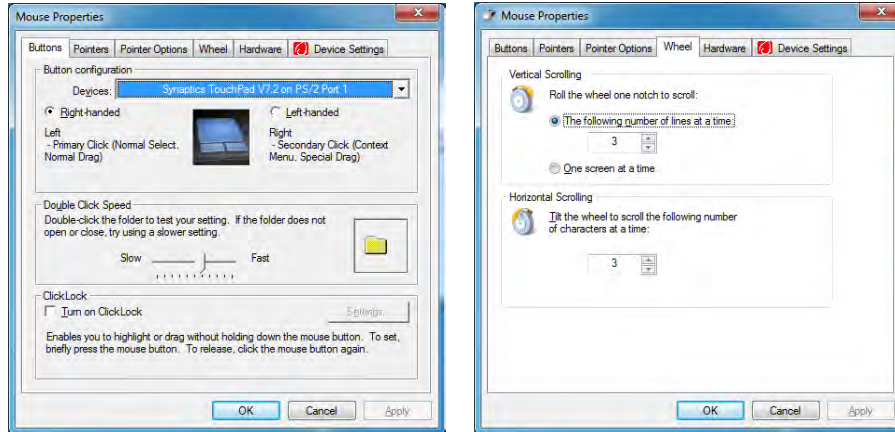 Mouse Properties
Buttons Pointers Pointer Options Wheel Hardware Device Settings
Button configuration
Devices: Synaptics TouchPad V7.2 on PS/2 Port 1
Right-handed Left-handed
Left
- Primary Click (Normal Select,
Normal Drag)
Right
- Secondary Click (Context
Menu, Special Drag)
Double Click Speed
Double-click the folder to test your setting. If the folder does not
open or close, try using a slower
setting.
Slow Fast
ClickLock
Turn on ClickLock Settings...
Enables you to highlight or drag without holding down the mouse button. To set,
briefly press the mouse button. To release, click the mouse button again.
OK Cancel Apply
Mouse Properties
Buttons Pointers Pointer Options Wheel Hardware Device Settings
Vertical Scrolling
Roll the wheel one notch to scroll:
The following number of lines at a time:
3
One screen at a time
Horizontal Scrolling
Tilt the wheel to scroll the following number
of characters at a time:
3
OK Cancel Apply